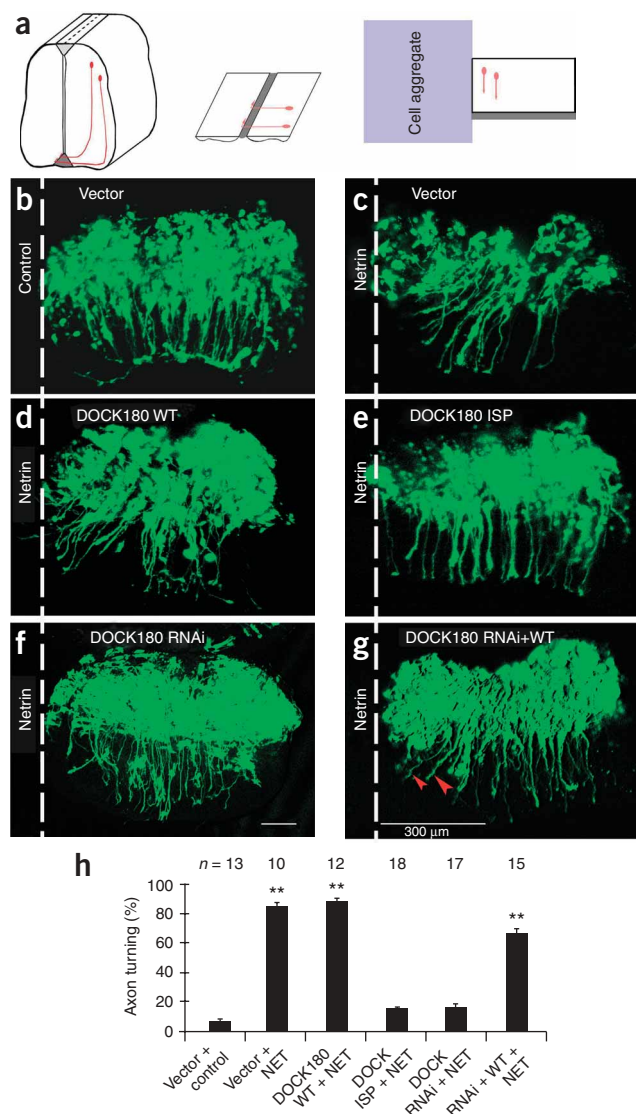 a
Cell aggregate
b
Vector
Control
c
Vector
Netrin
d
DOCK180 WT
Netrin
e
DOCK180 ISP
Netrin
f
DOCK180 RNAi
Netrin
g
DOCK180 RNAi+WT
Netrin
300 μm
h
n = 13 10 12 18 17 15
Axon turning (%)
100
80
60
40
20
0
** ** **
Vector + control
Vector + NET
DOCK180 WT + NET
DOCK ISP + NET
DOCK RNAi + NET
RNAi + WT + NET